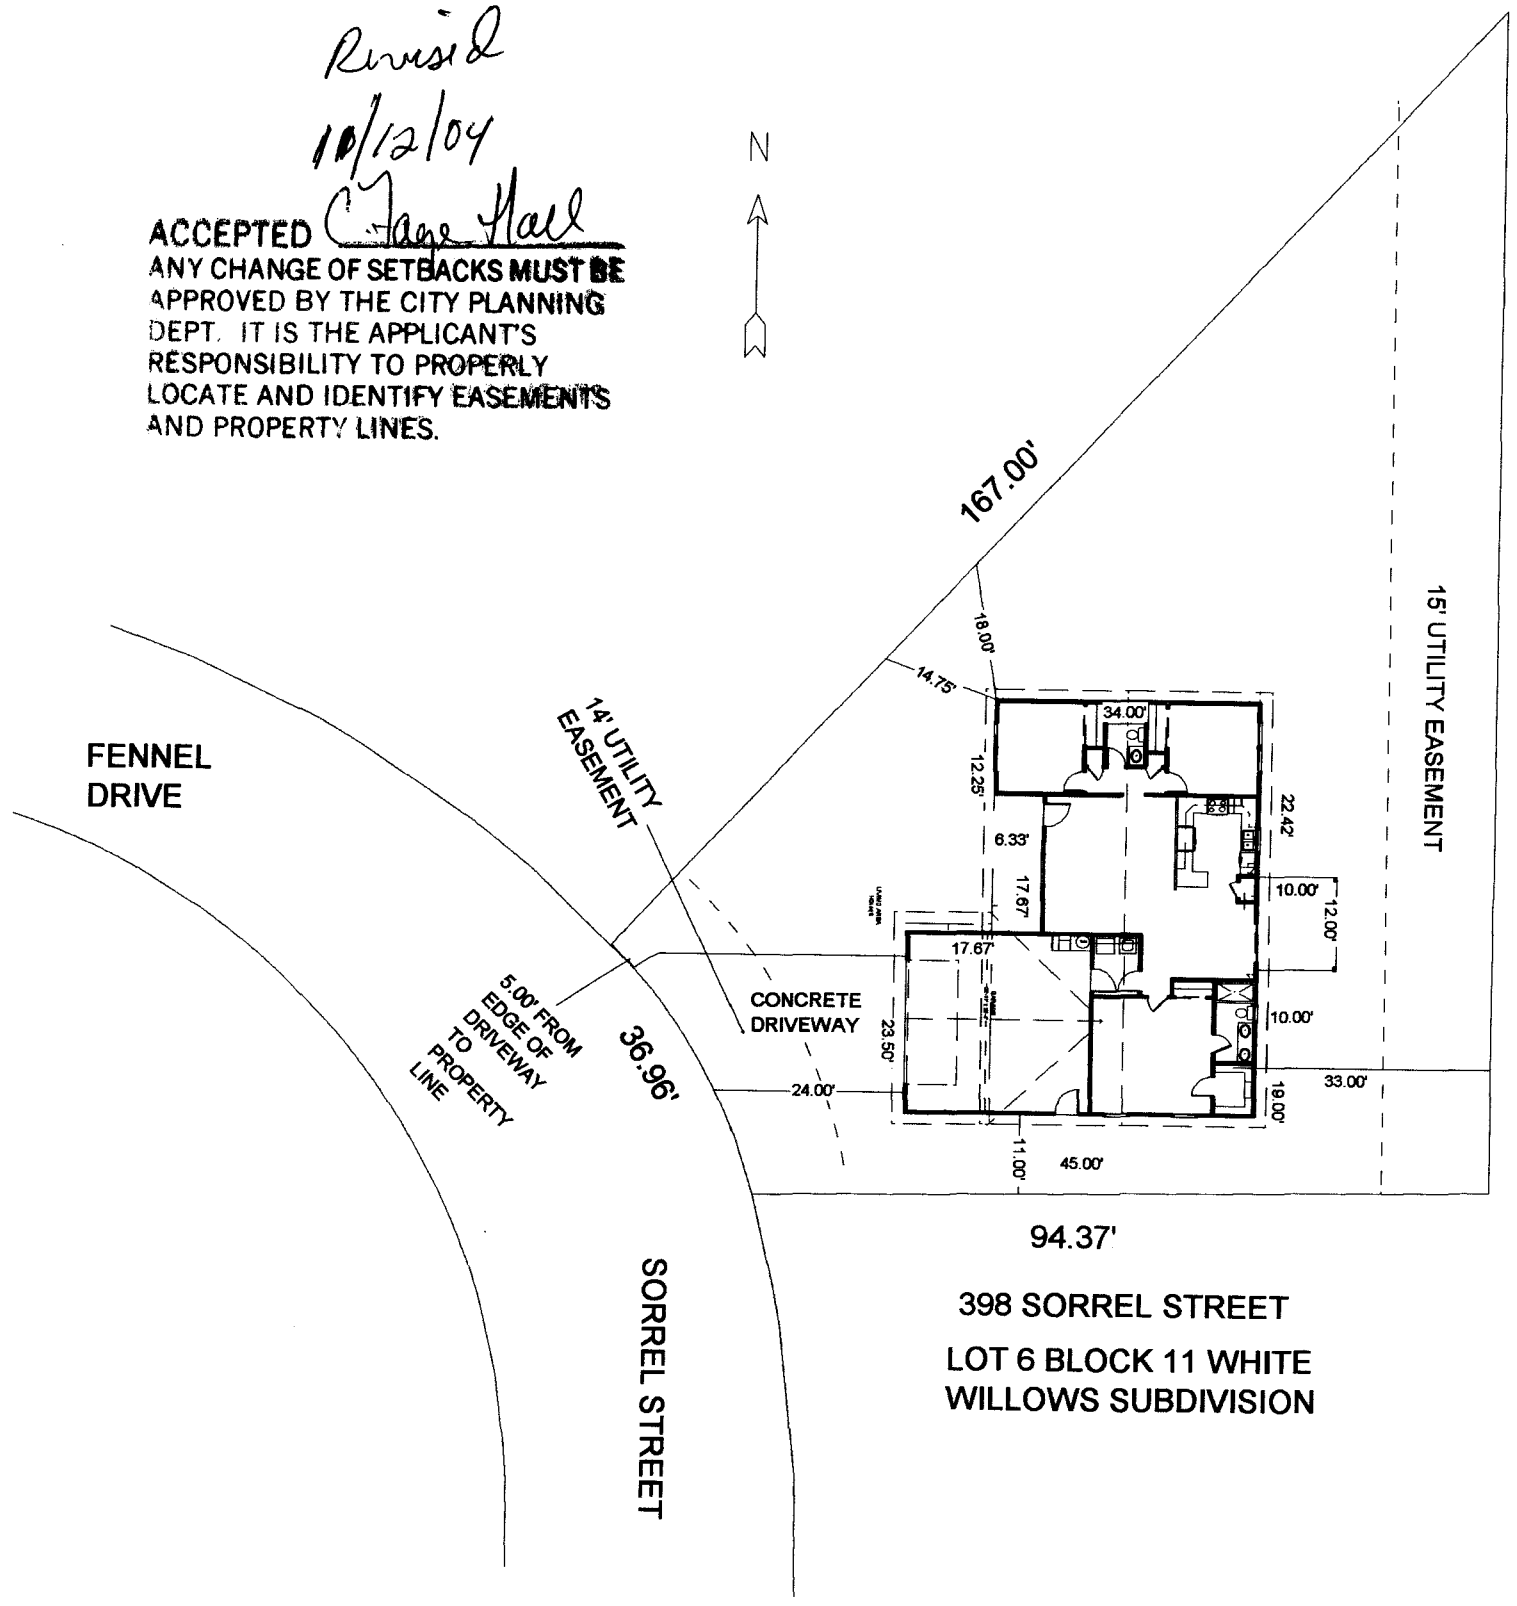 Revised
10/12/04
ACCEPTED C. Faye Hall
ANY CHANGE OF SETBACKS MUST BE
APPROVED BY THE CITY PLANNING
DEPT. IT IS THE APPLICANT'S
RESPONSIBILITY TO PROPERLY
LOCATE AND IDENTIFY EASEMENTS
AND PROPERTY LINES.
N
167.00'
15' UTILITY EASEMENT
18.00'
14.75'
34.00'
12.25'
22.42'
6.33'
17.67'
10.00'
12.00'
FENNEL
DRIVE
14' UTILITY
EASEMENT
17.67'
CONCRETE
DRIVEWAY
23.50'
10.00'
5.00' FROM
EDGE OF
DRIVEWAY
TO
PROPERTY
LINE
36.96'
24.00'
33.00'
19.00'
11.00'
45.00'
94.37'
SORREL STREET
398 SORREL STREET
LOT 6 BLOCK 11 WHITE
WILLOWS SUBDIVISION